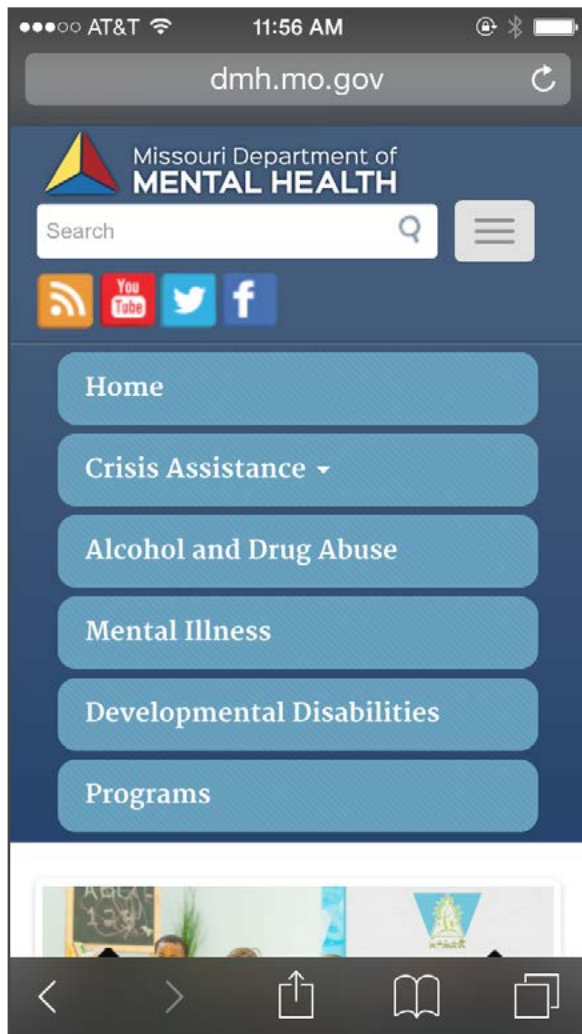 AT&T 11:56 AM
dmh.mo.gov
Missouri Department of
MENTAL HEALTH
Search
You
Tube
Home
Crisis Assistance
Alcohol and Drug Abuse
Mental Illness
Developmental Disabilities
Programs